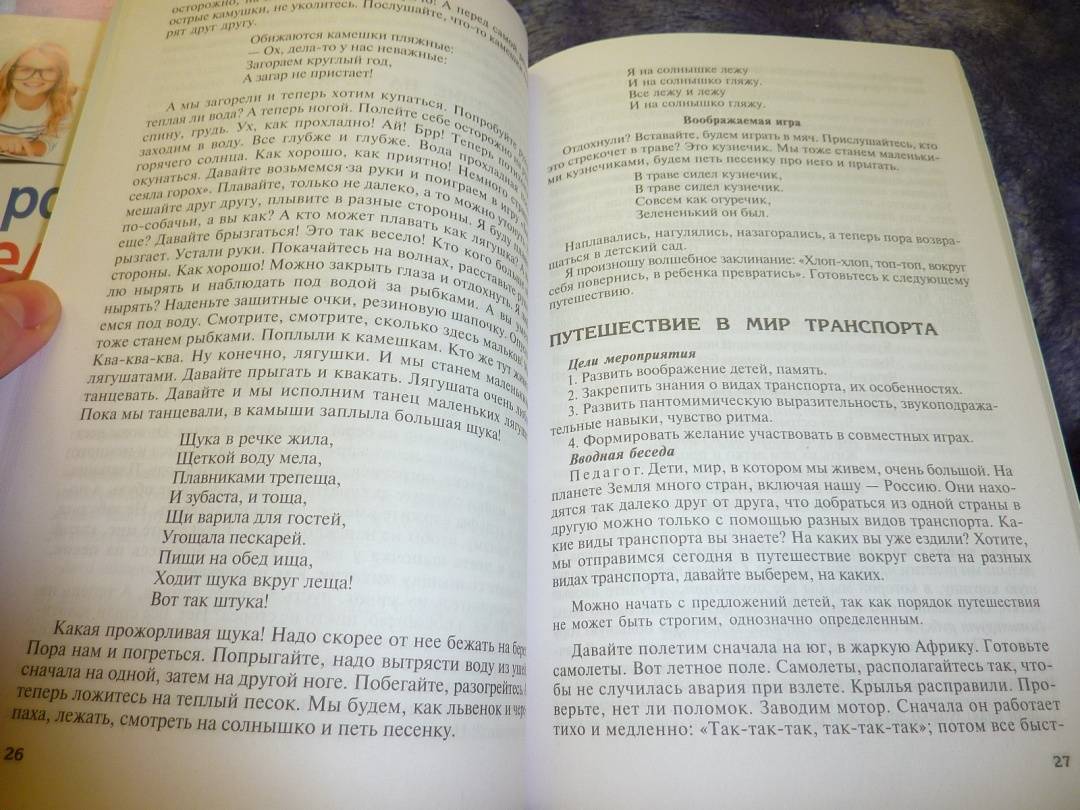 осторожно, на
острые камушки, не уколитесь. Послушайте, что-то
рят друг другу.
Обижаются камешки пляжные:
— Ох, дела-то у нас неважные:
Загораем круглый год,
А загар не пристает!
А мы загорели и теперь хотим купаться. Попробуйте
теплая ли вода? А теперь ногой. Полейте себе осторожно
спину, грудь. Ух, как прохладно! Ай! Брр! Теперь
заходим в воду. Все глубже и глубже. Вода прохладная
горячего солнца. Как хорошо, как приятно! Немного
окунаться. Давайте возьмемся за руки и поиграем в игру
сеяла горох». Плавайте, только не далеко, а то можно утонуть
мешайте друг другу, плывите в разные стороны. Я буду
по-собачьи, а вы как? А кто может плавать как лягушка? А
еще? Давайте брызгаться! Это так весело! Кто кого больше
рызгает. Устали руки. Покачайтесь на волнах, расставьте
стороны. Как хорошо! Можно закрыть глаза и отдохнуть. Я
лю нырять и наблюдать под водой за рыбками. А вы
нырять? Наденьте защитные очки, резиновую шапочку.
емся под воду. Смотрите, смотрите, сколько здесь мальков!
тоже станем рыбками. Поплыли к камешкам. Кто же тут
Ква-ква-ква. Ну конечно, лягушки. И мы станем маленькими
лягушатами. Давайте прыгать и квакать. Лягушата очень
танцевать. Давайте и мы исполним танец маленьких
Пока мы танцевали, в камыши заплыла большая щука!
Щука в речке жила,
Щеткой воду мела,
Плавниками трепеща,
И зубаста, и тоща,
Щи варила для гостей,
Угощала пескарей.
Пищи на обед ища,
Ходит щука вкруг леща!
Вот так штука!
Какая прожорливая щука! Надо скорее от нее бежать на бере
Пора нам и погреться. Попрыгайте, надо вытрясти воду из ушей
сначала на одной, затем на другой ноге. Побегайте, разогрейтесь
теперь ложитесь на теплый песок. Мы будем, как львенок и чере
паха, лежать, смотреть на солнышко и петь песенку.
26
Я на солнышке лежу
И на солнышко гляжу.
Все лежу и лежу
И на солнышко гляжу.
Воображаемая игра
Отдохнули? Вставайте, будем играть в мяч. Прислушайтесь, кто
это стрекочет в траве? Это кузнечик. Мы тоже станем маленьки-
ми кузнечиками, будем петь песенку про него и прыгать.
В траве сидел кузнечик,
В траве сидел кузнечик.
Совсем как огуречик,
Зелененький он был.
Наплавались, нагулялись, назагорались, а теперь пора возвра-
щаться в детский сад.
Я произношу волшебное заклинание: «Хлоп-хлоп, топ-топ, вокруг
себя повернись, в ребенка превратись». Готовьтесь к следующему
путешествию.
ПУТЕШЕСТВИЕ В МИР ТРАНСПОРТА
Цели мероприятия
1. Развить воображение детей, память.
2. Закрепить знания о видах транспорта, их особенностях.
3. Развить пантомимическую выразительность, звукоподража-
тельные навыки, чувство ритма.
4. Формировать желание участвовать в совместных играх.
Вводная беседа
Педагог. Дети, мир, в котором мы живем, очень большой. На
планете Земля много стран, включая нашу — Россию. Они нахо-
дятся так далеко друг от друга, что добраться из одной страны в
другую можно только с помощью разных видов транспорта. Ка-
кие виды транспорта вы знаете? На каких вы уже ездили? Хотите,
мы отправимся сегодня в путешествие вокруг света на разных
видах транспорта, давайте выберем, на каких.
Можно начать с предложений детей, так как порядок путешествия
не может быть строгим, однозначно определенным.
Давайте полетим сначала на юг, в жаркую Африку. Готовьте
самолеты. Вот летное поле. Самолеты, располагайтесь так, что-
бы не случилась авария при взлете. Крылья расправили. Про-
верьте, нет ли поломок. Заводим мотор. Сначала он работает
тихо и медленно: «Так-так-так, так-так-так»; потом все быст-
27